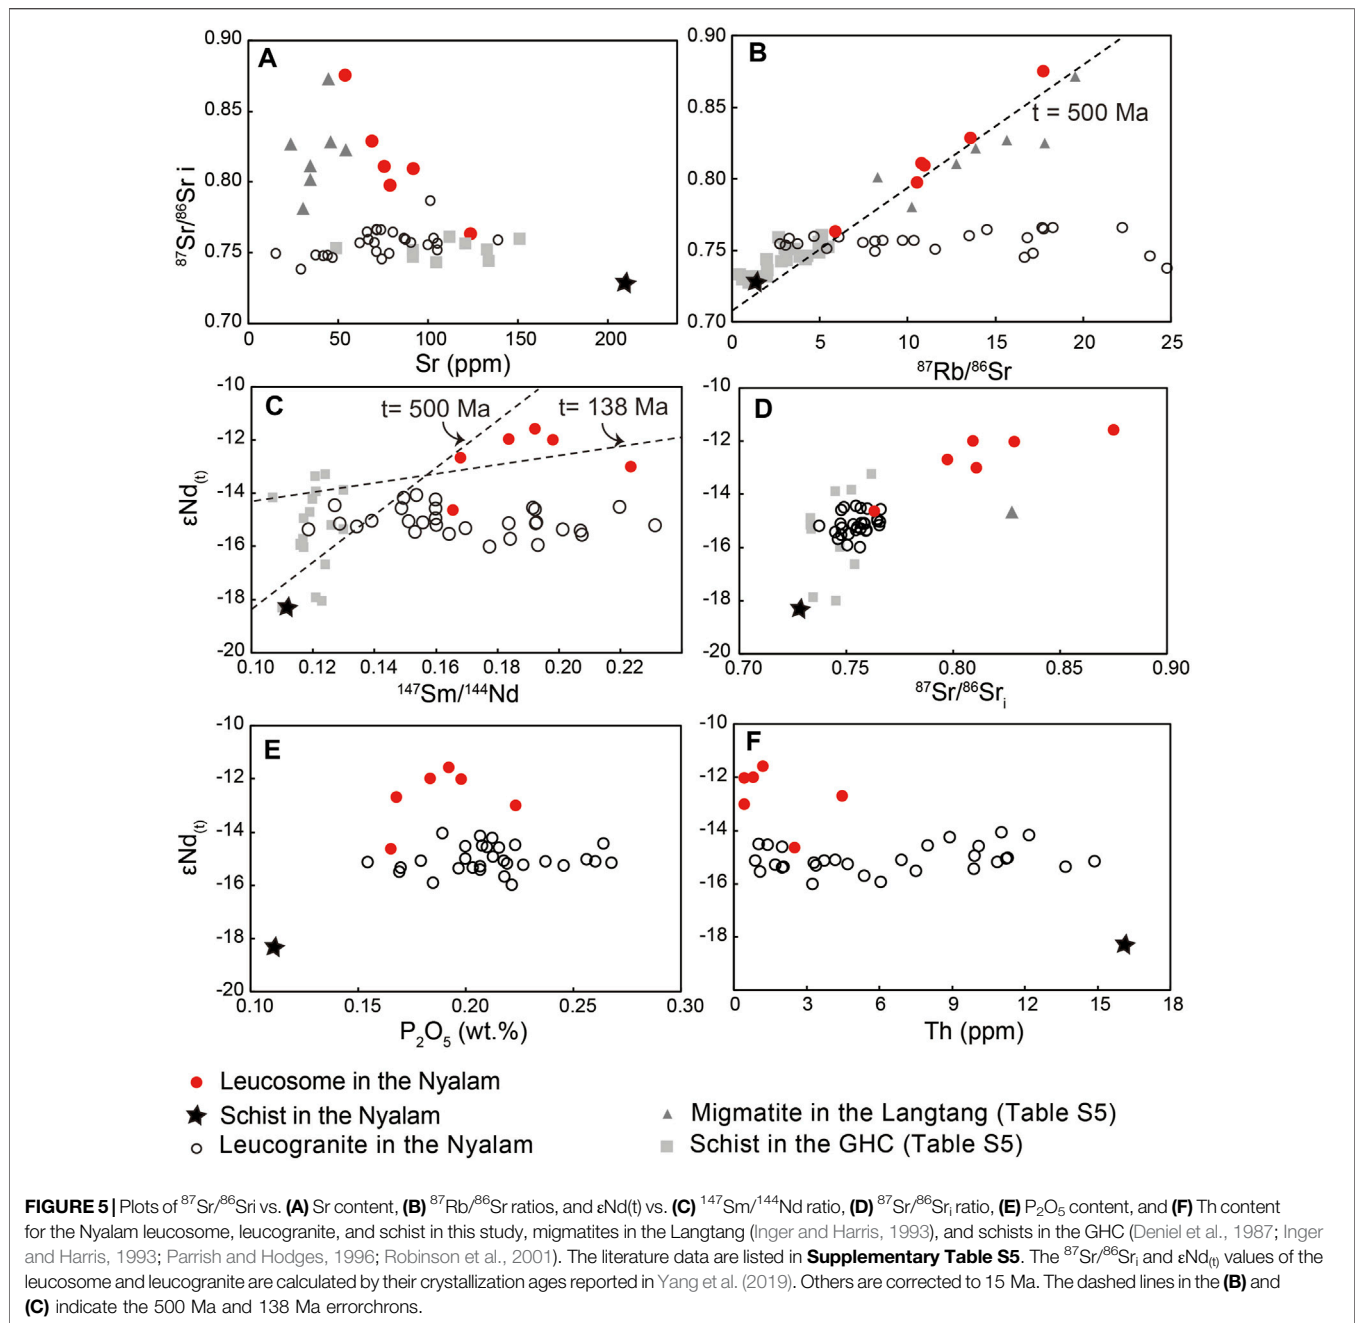 A
0.90
0.85
0.80
0.75
0.70
⁸⁷Sr/⁸⁶Sr i
0 50 100 150 200
Sr (ppm)
B
0.90
0.85
0.80
0.75
0.70
t = 500 Ma
0 5 10 15 20 25
⁸⁷Rb/⁸⁶Sr
C
-10
-12
-14
-16
-18
-20
εNd(t)
t= 500 Ma
t= 138 Ma
0.10 0.12 0.14 0.16 0.18 0.20 0.22
¹⁴⁷Sm/¹⁴⁴Nd
D
-10
-12
-14
-16
-18
-20
0.70 0.75 0.80 0.85 0.90
⁸⁷Sr/⁸⁶Srᵢ
E
-10
-12
-14
-16
-18
-20
εNd(t)
0.10 0.15 0.20 0.25 0.30
P₂O₅ (wt.%)
F
-10
-12
-14
-16
-18
0 3 6 9 12 15 18
Th (ppm)
Leucosome in the Nyalam
Schist in the Nyalam
Leucogranite in the Nyalam
Migmatite in the Langtang (Table S5)
Schist in the GHC (Table S5)
FIGURE 5 | Plots of ⁸⁷Sr/⁸⁶Sri vs. (A) Sr content, (B) ⁸⁷Rb/⁸⁶Sr ratios, and εNd(t) vs. (C) ¹⁴⁷Sm/¹⁴⁴Nd ratio, (D) ⁸⁷Sr/⁸⁶Srᵢ ratio, (E) P₂O₅ content, and (F) Th content
for the Nyalam leucosome, leucogranite, and schist in this study, migmatites in the Langtang (Inger and Harris, 1993), and schists in the GHC (Deniel et al., 1987; Inger
and Harris, 1993; Parrish and Hodges, 1996; Robinson et al., 2001). The literature data are listed in Supplementary Table S5. The ⁸⁷Sr/⁸⁶Srᵢ and εNd(t) values of the
leucosome and leucogranite are calculated by their crystallization ages reported in Yang et al. (2019). Others are corrected to 15 Ma. The dashed lines in the (B) and
(C) indicate the 500 Ma and 138 Ma errorchrons.